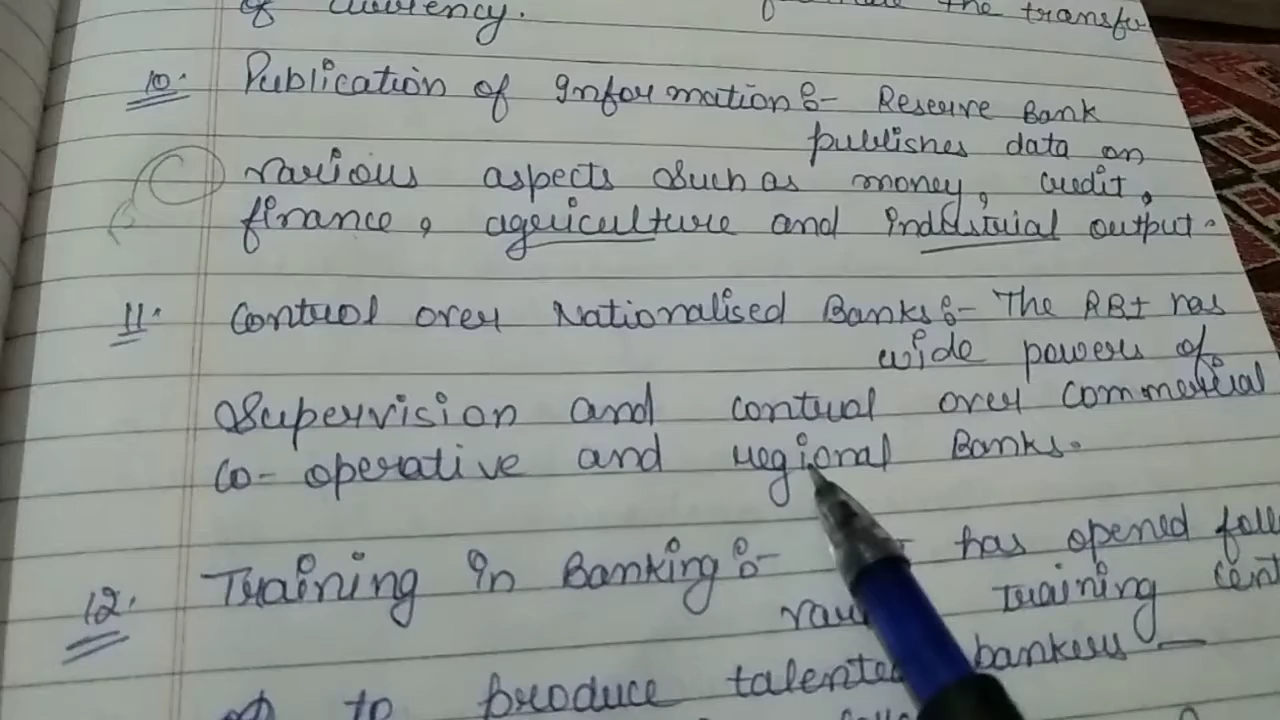 of currency. the transfe
10. Publication of Information :- Reserve Bank
publishes data on
various aspects such as money, credit,
finance, agriculture and industrial output.
11. Control over Nationalised Banks :- The RBI has
wide powers of
Supervision and control over commercial
Co-operative and regional Banks.
12. Training in Banking :- has opened foll
training cent
to produce talented bankers